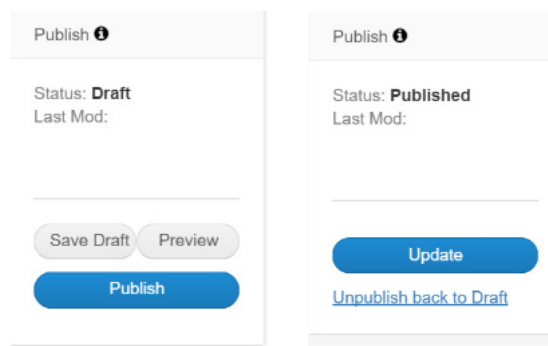 Publish
Status: Draft
Last Mod:
Save Draft Preview
Publish
Publish
Status: Published
Last Mod:
Update
Unpublish back to Draft